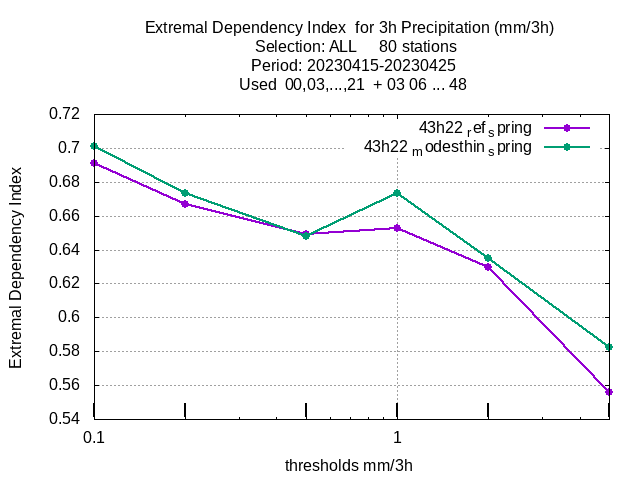 Extremal Dependency Index  for 3h Precipitation (mm/3h)
Selection: ALL     80 stations
Period: 20230415-20230425
Used  00,03,...,21  + 03 06 ... 48
0.72
0.7
0.68
0.66
0.64
0.62
0.6
0.58
0.56
0.54
Extremal Dependency Index
43h22 ref spring
43h22 modesthin spring
0.1
1
thresholds mm/3h